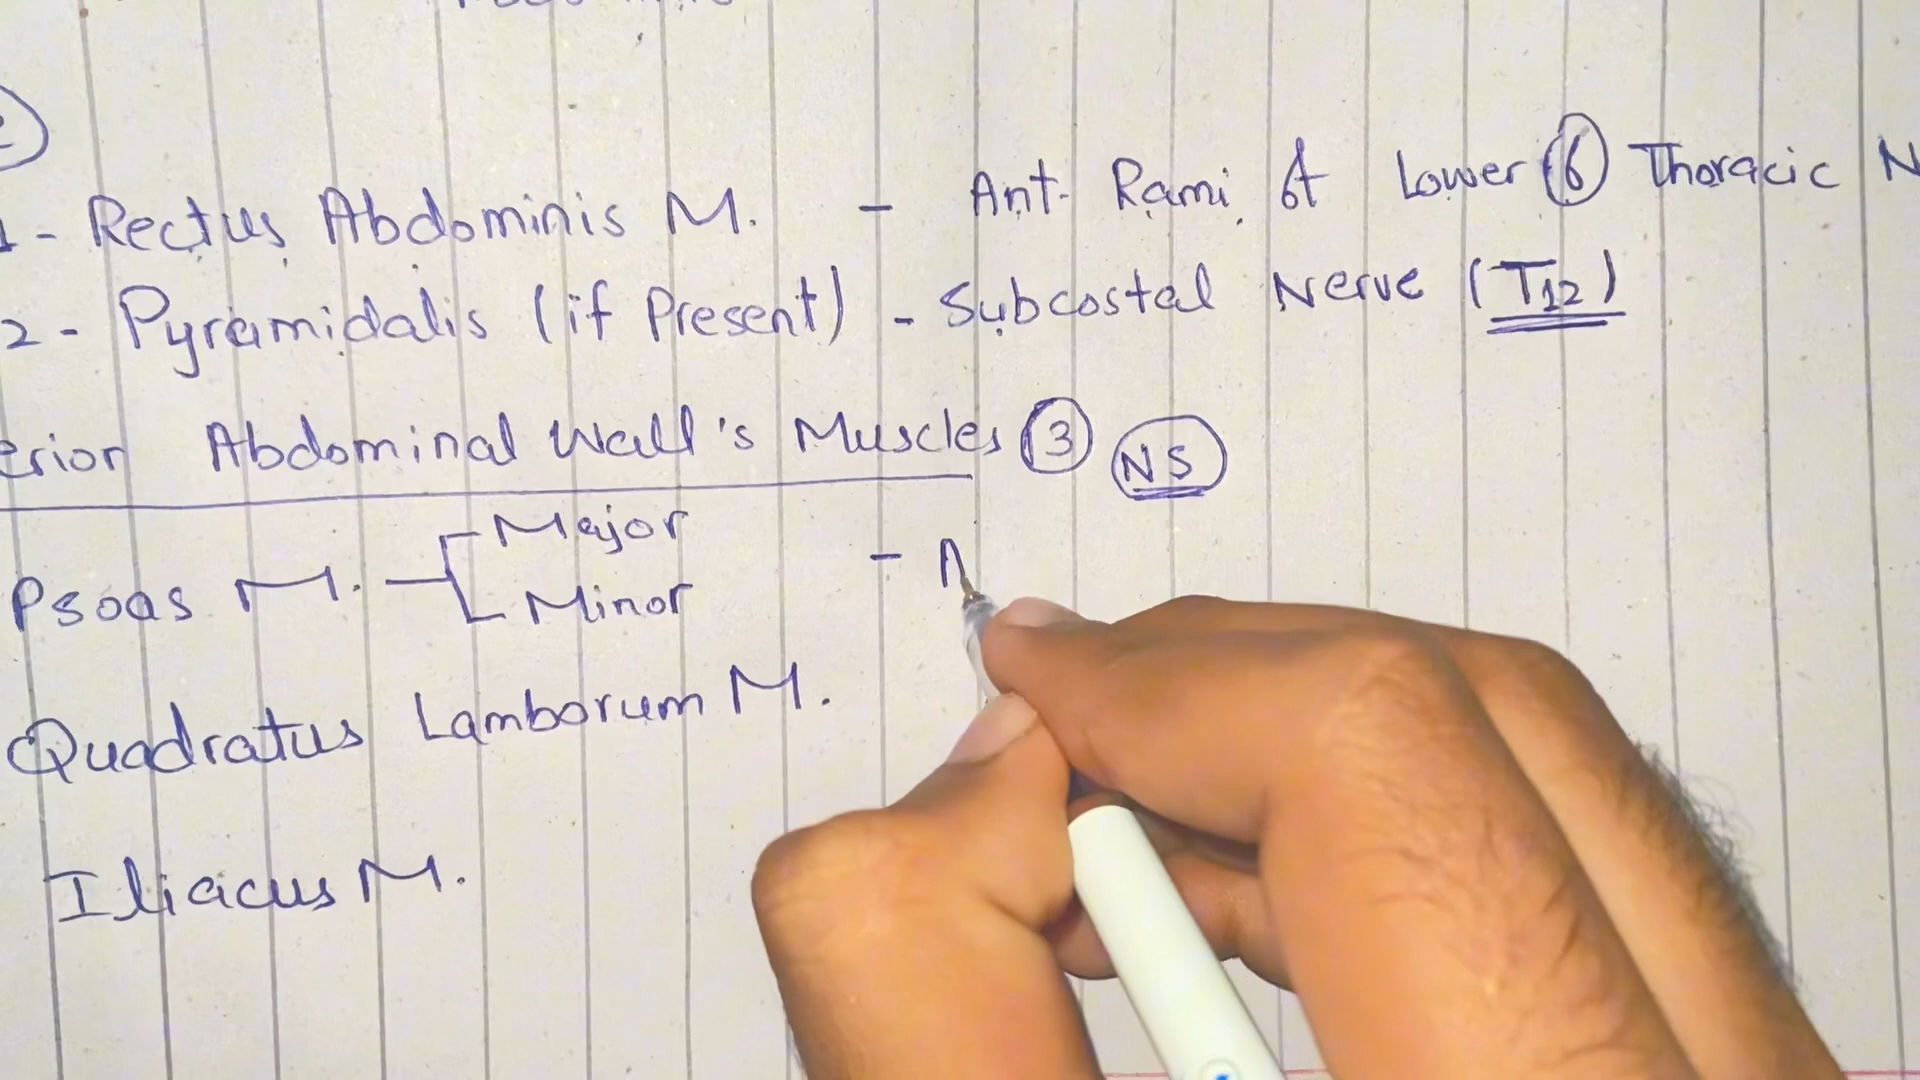 1 - Rectus Abdominis M. - Ant. Rami of Lower 6 Thoracic N
2 - Pyramidalis (if Present) - Subcostal Nerve (T12)
erior Abdominal Wall's Muscles 3 NS
Psoas M. Major
Minor
Quadratus Lamborum M.
Iliacus M.